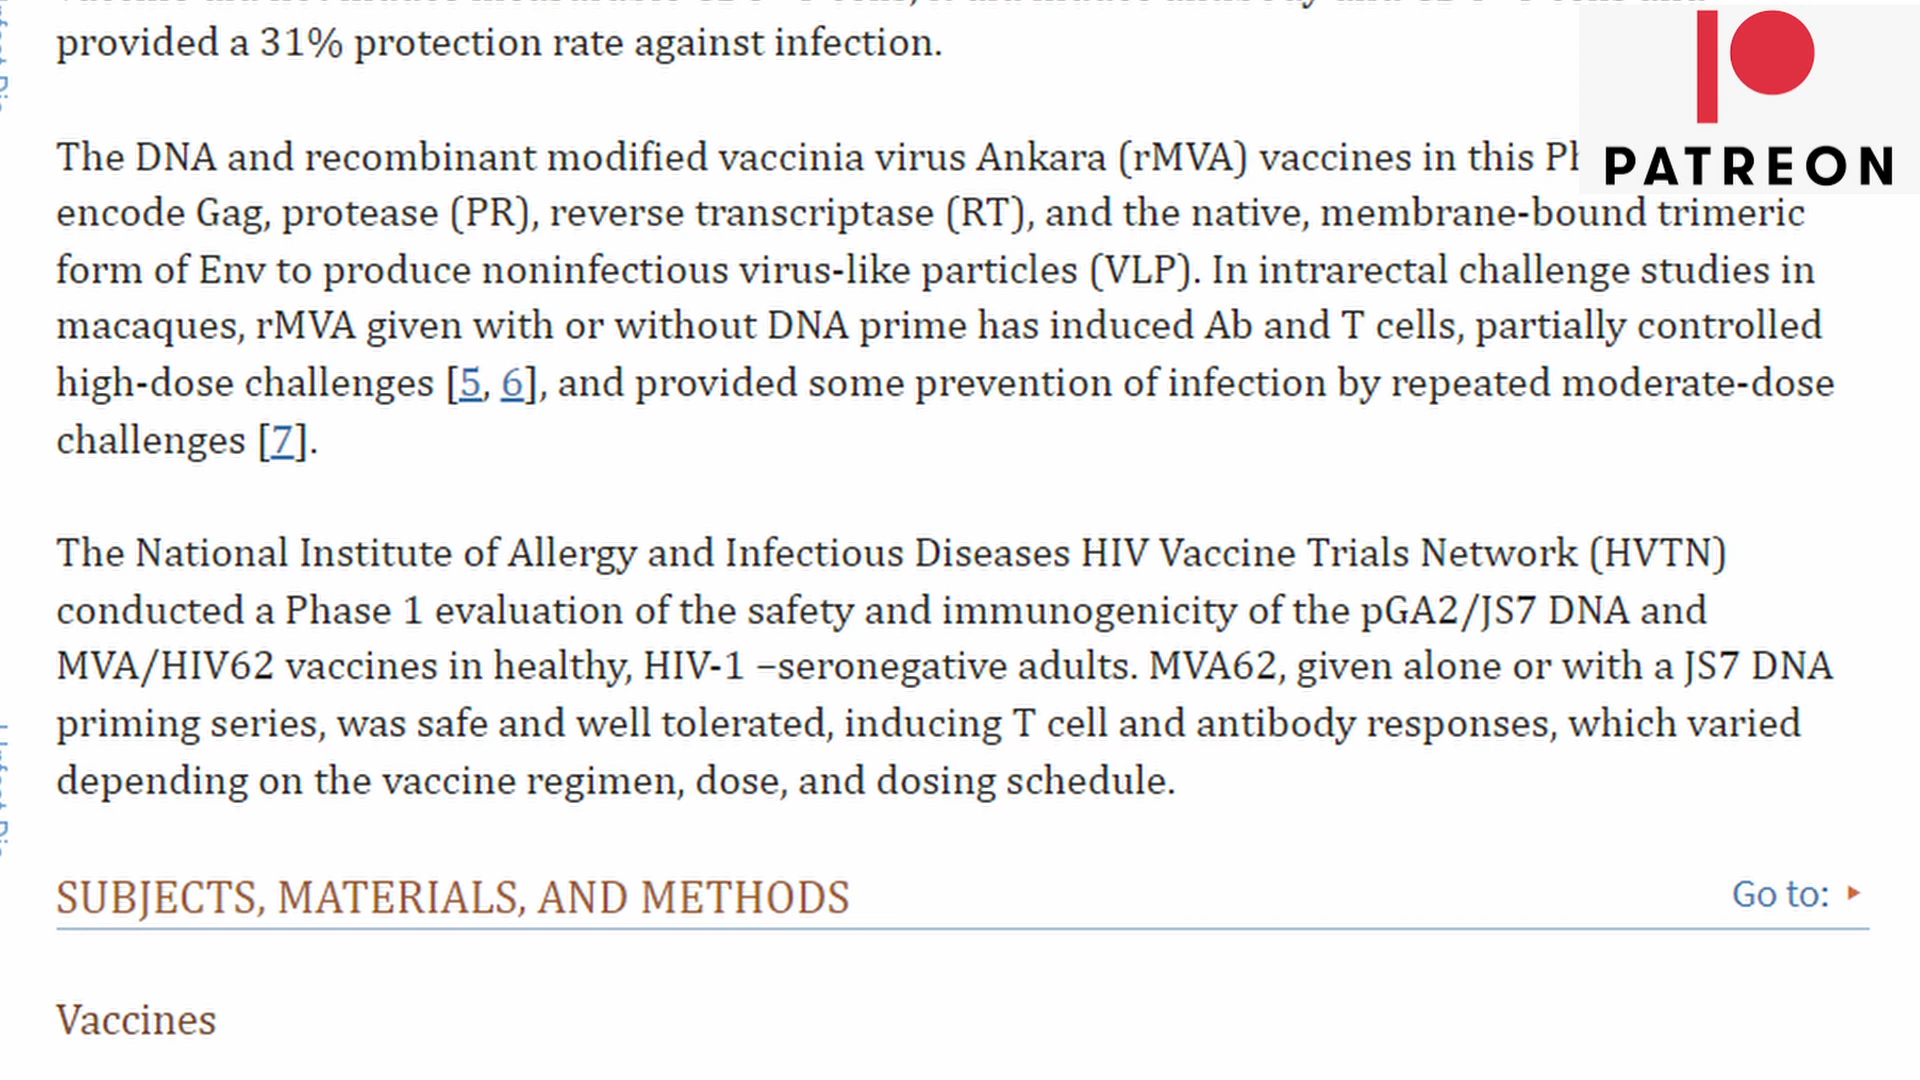 provided a 31% protection rate against infection.
PATREON
The DNA and recombinant modified vaccinia virus Ankara (rMVA) vaccines in this
encode Gag, protease (PR), reverse transcriptase (RT), and the native, membrane-bound trimeric
form of Env to produce noninfectious virus-like particles (VLP). In intrarectal challenge studies in
macaques, rMVA given with or without DNA prime has induced Ab and T cells, partially controlled
high-dose challenges [5, 6], and provided some prevention of infection by repeated moderate-dose
challenges [7].
The National Institute of Allergy and Infectious Diseases HIV Vaccine Trials Network (HVTN)
conducted a Phase 1 evaluation of the safety and immunogenicity of the pGA2/JS7 DNA and
MVA/HIV62 vaccines in healthy, HIV-1 –seronegative adults. MVA62, given alone or with a JS7 DNA
priming series, was safe and well tolerated, inducing T cell and antibody responses, which varied
depending on the vaccine regimen, dose, and dosing schedule.
SUBJECTS, MATERIALS, AND METHODS
Go to:
Vaccines